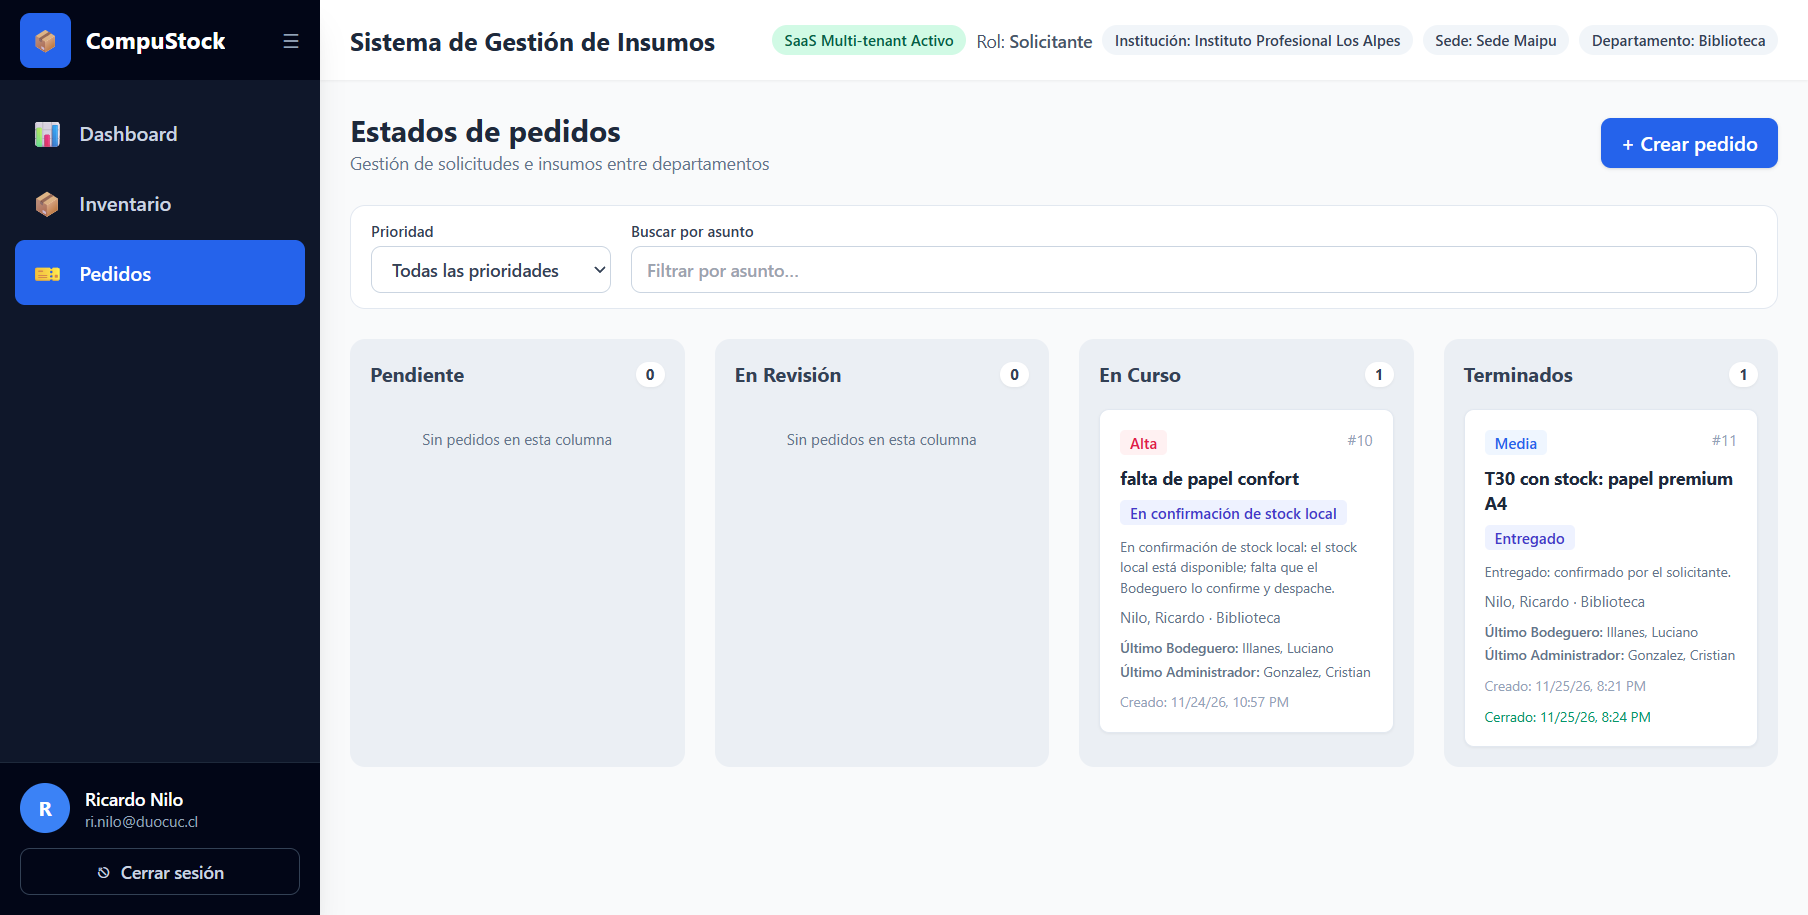 CompuStock
Dashboard
Inventario
Pedidos
Ricardo Nilo
R
ri.nilo@duocuc.cl
Cerrar sesión
Sistema de Gestión de Insumos
SaaS Multi-tenant Activo
Rol: Solicitante
Institución: Instituto Profesional Los Alpes
Sede: Sede Maipu
Departamento: Biblioteca
Estados de pedidos
Gestión de solicitudes e insumos entre departamentos
+ Crear pedido
Prioridad
Todas las prioridades
Buscar por asunto
Filtrar por asunto...
Pendiente
0
Sin pedidos en esta columna
En Revisión
0
Sin pedidos en esta columna
En Curso
1
Alta
#10
falta de papel confort
En confirmación de stock local
En confirmación de stock local: el stock
local está disponible; falta que el
Bodeguero lo confirme y despache.
Nilo, Ricardo · Biblioteca
Último Bodeguero: Illanes, Luciano
Último Administrador: Gonzalez, Cristian
Creado: 11/24/26, 10:57 PM
Terminados
1
Media
#11
T30 con stock: papel premium
A4
Entregado
Entregado: confirmado por el solicitante.
Nilo, Ricardo · Biblioteca
Último Bodeguero: Illanes, Luciano
Último Administrador: Gonzalez, Cristian
Creado: 11/25/26, 8:21 PM
Cerrado: 11/25/26, 8:24 PM